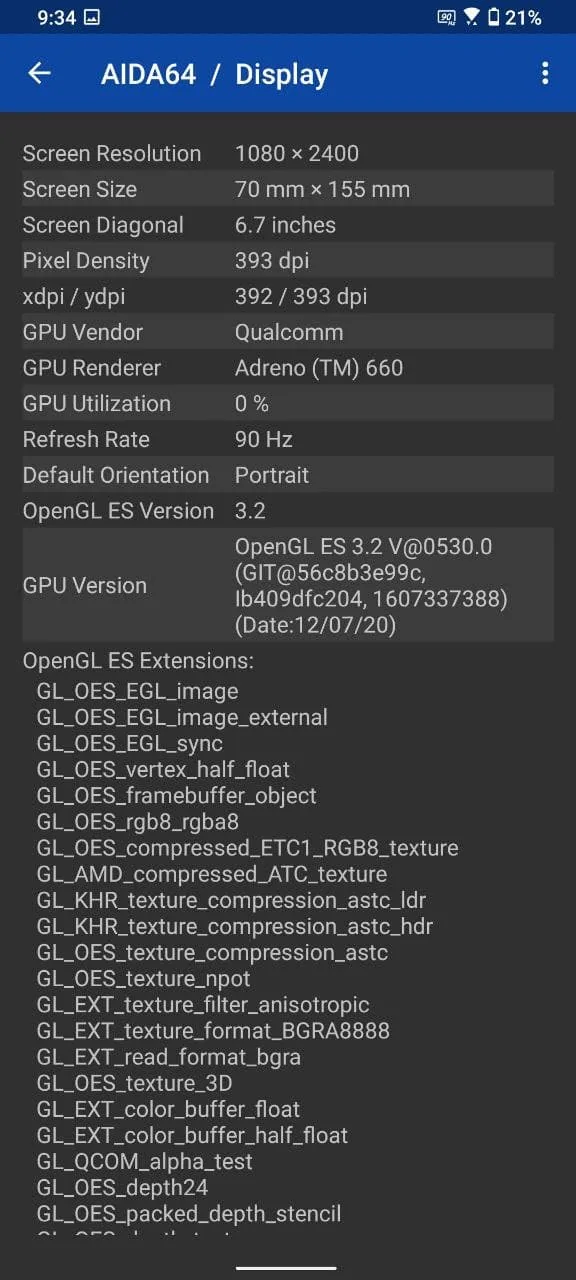 9:34 90 Hz 21%
AIDA64 / Display
Screen Resolution 1080 × 2400
Screen Size 70 mm × 155 mm
Screen Diagonal 6.7 inches
Pixel Density 393 dpi
xdpi / ydpi 392 / 393 dpi
GPU Vendor Qualcomm
GPU Renderer Adreno (TM) 660
GPU Utilization 0 %
Refresh Rate 90 Hz
Default Orientation Portrait
OpenGL ES Version 3.2
GPU Version
OpenGL ES 3.2 V@0530.0
(GIT@56c8b3e99c,
Ib409dfc204, 1607337388)
(Date:12/07/20)
OpenGL ES Extensions:
GL_OES_EGL_image
GL_OES_EGL_image_external
GL_OES_EGL_sync
GL_OES_vertex_half_float
GL_OES_framebuffer_object
GL_OES_rgb8_rgba8
GL_OES_compressed_ETC1_RGB8_texture
GL_AMD_compressed_ATC_texture
GL_KHR_texture_compression_astc_ldr
GL_KHR_texture_compression_astc_hdr
GL_OES_texture_compression_astc
GL_OES_texture_npot
GL_EXT_texture_filter_anisotropic
GL_EXT_texture_format_BGRA8888
GL_EXT_read_format_bgra
GL_OES_texture_3D
GL_EXT_color_buffer_float
GL_EXT_color_buffer_half_float
GL_QCOM_alpha_test
GL_OES_depth24
GL_OES_packed_depth_stencil